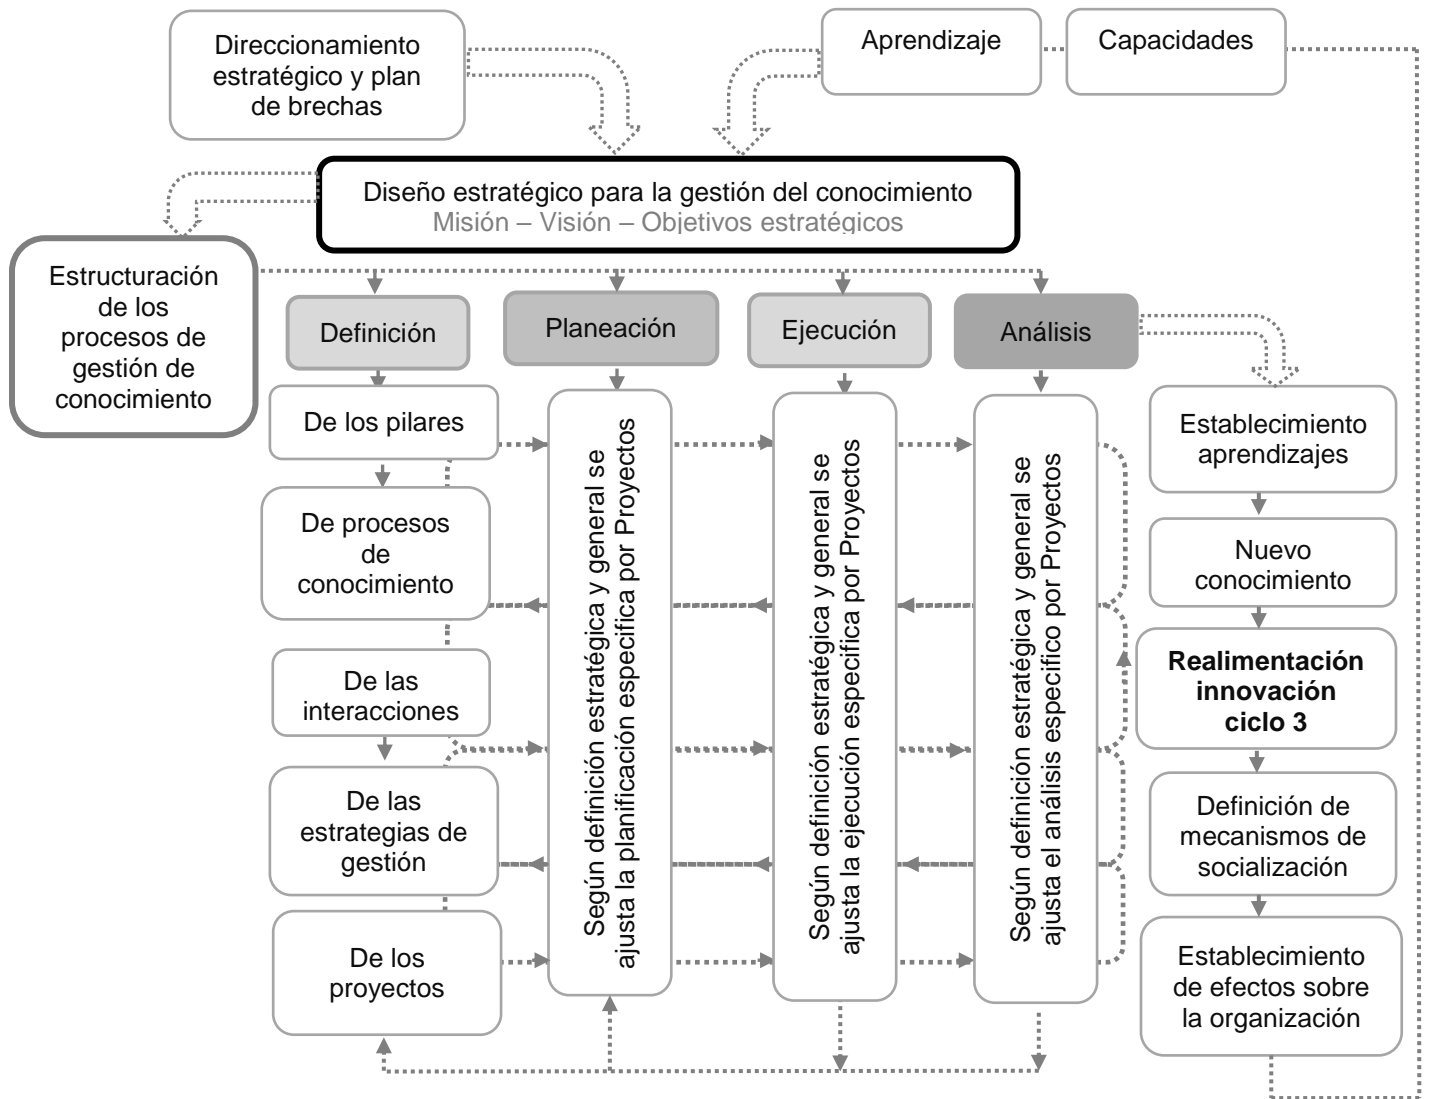 Direccionamiento
estratégico y plan
de brechas
Aprendizaje
Capacidades
Diseño estratégico para la gestión del conocimiento
Misión – Visión – Objetivos estratégicos
Estructuración
de los
procesos de
gestión de
conocimiento
Definición
Planeación
Ejecución
Análisis
De los pilares
De procesos
de
conocimiento
De las
interacciones
De las
estrategias de
gestión
De los
proyectos
Según definición estratégica y general se
ajusta la planificación especifica por Proyectos
Según definición estratégica y general se
ajusta la ejecución especifica por Proyectos
Según definición estratégica y general se
ajusta el análisis especifico por Proyectos
Establecimiento
aprendizajes
Nuevo
conocimiento
Realimentación
innovación
ciclo 3
Definición de
mecanismos de
socialización
Establecimiento
de efectos sobre
la organización